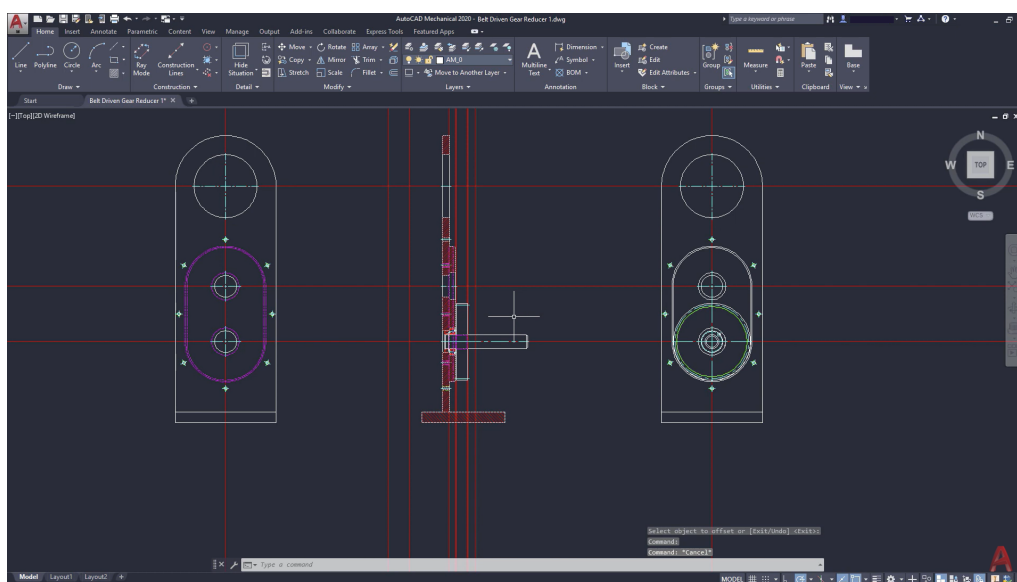 AutoCAD Mechanical 2020 - Belt Driven Gear Reducer 1.dwg
Type a keyword or phrase
Home Insert Annotate Parametric Content View Manage Output Add-ins Collaborate Express Tools Featured Apps
Line Polyline Circle Arc
Ray Mode
Construction Lines
Hide Situation
Move Rotate Array
Copy Mirror Trim
Stretch Scale Fillet
AM_0
Move to Another Layer
Multiline Text
Dimension
Symbol
BOM
Insert
Create
Edit
Edit Attributes
Group
Measure
Paste
Base
Draw Construction Detail Modify Layers Annotation Block Groups Utilities Clipboard View
Start Belt Driven Gear Reducer 1*
[-][Top][2D Wireframe]
N
W TOP E
S
WCS
Select object to offset or [Exit/Undo] <Exit>:
Command:
Command: *Cancel*
Type a command
Model Layout1 Layout2 +
MODEL